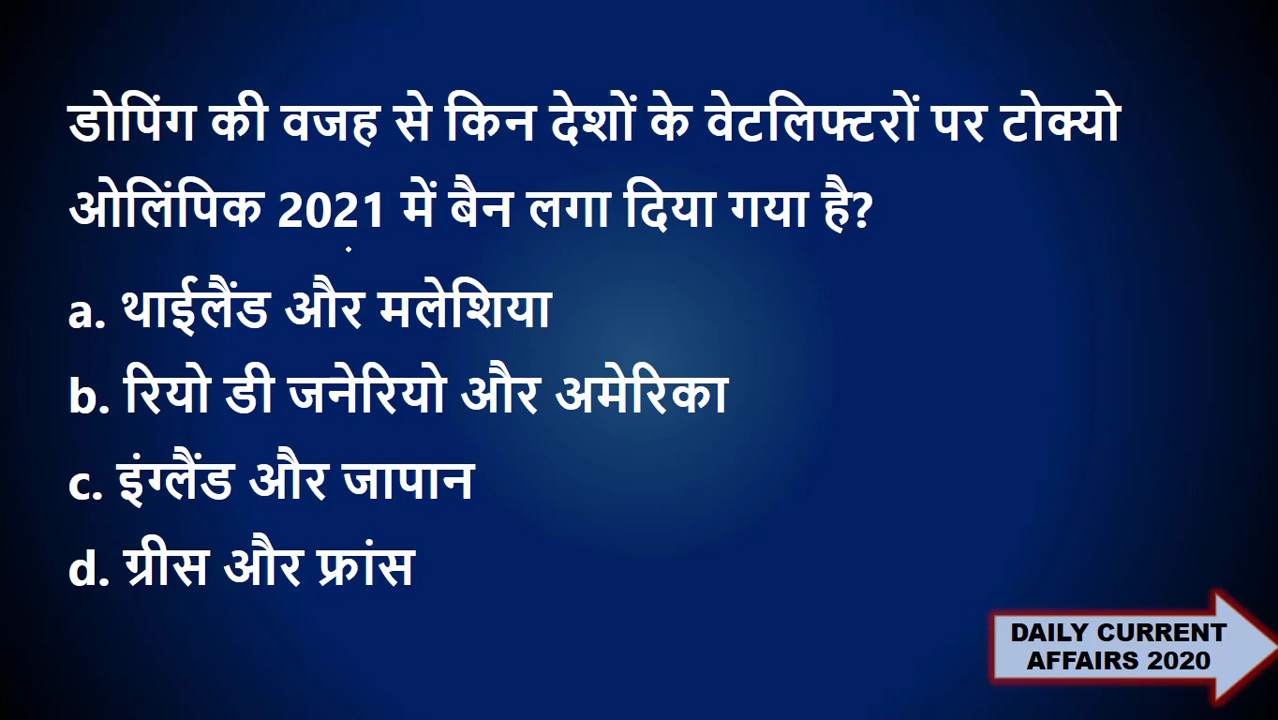 डोपिंग की वजह से किन देशों के वेटलिफ्टरों पर टोक्यो
ओलिंपिक 2021 में बैन लगा दिया गया है?
a. थाईलैंड और मलेशिया
b. रियो डी जनेरियो और अमेरिका
c. इंग्लैंड और जापान
d. ग्रीस और फ्रांस
DAILY CURRENT
AFFAIRS 2020